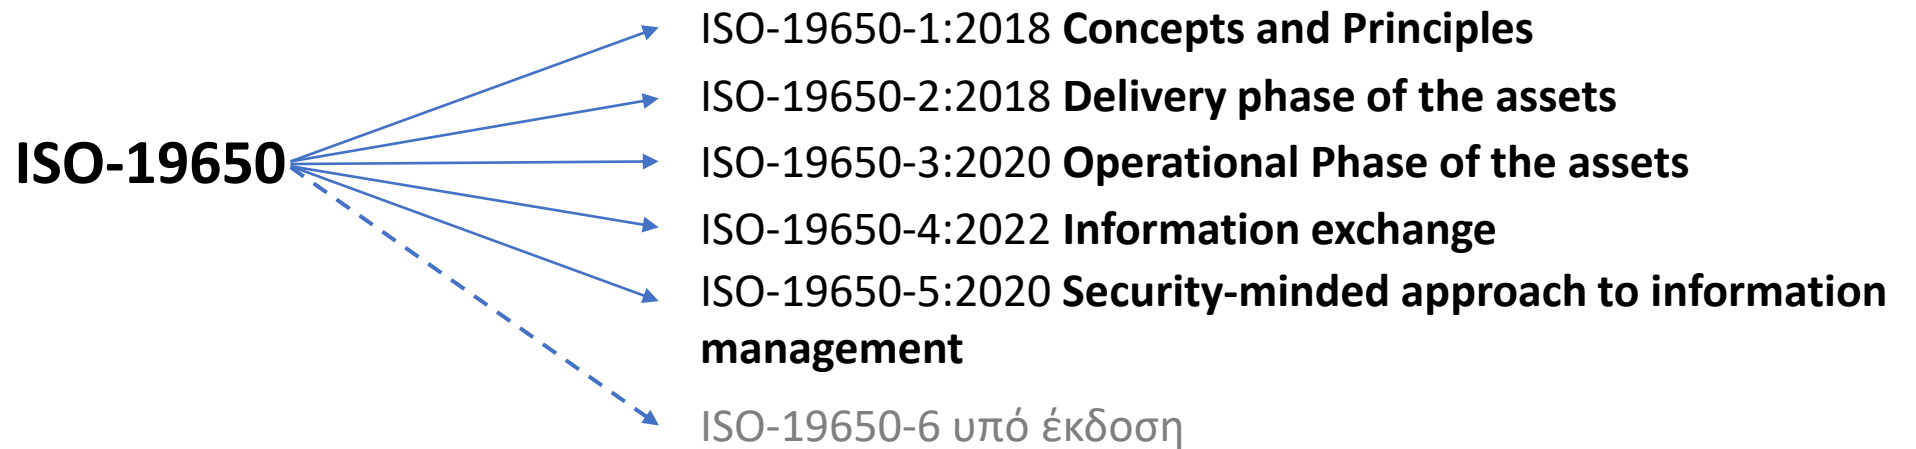 ISO-19650-1:2018 Concepts and Principles
ISO-19650-2:2018 Delivery phase of the assets
ISO-19650
ISO-19650-3:2020 Operational Phase of the assets
ISO-19650-4:2022 Information exchange
ISO-19650-5:2020 Security-minded approach to information
management
ISO-19650-6 υπό έκδοση